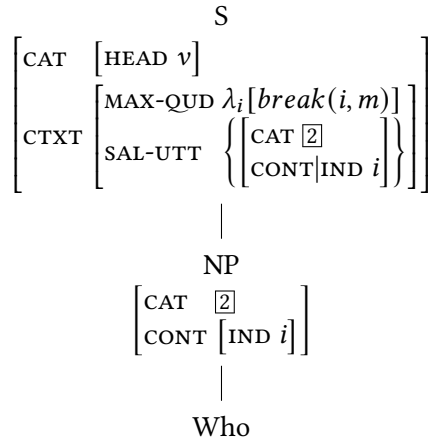 S
CAT [HEAD v]
MAX-QUD λi[break(i, m)]
CTXT
SAL-UTT { [CAT 2
CONT|IND i] }
NP
CAT 2
CONT [IND i]
Who